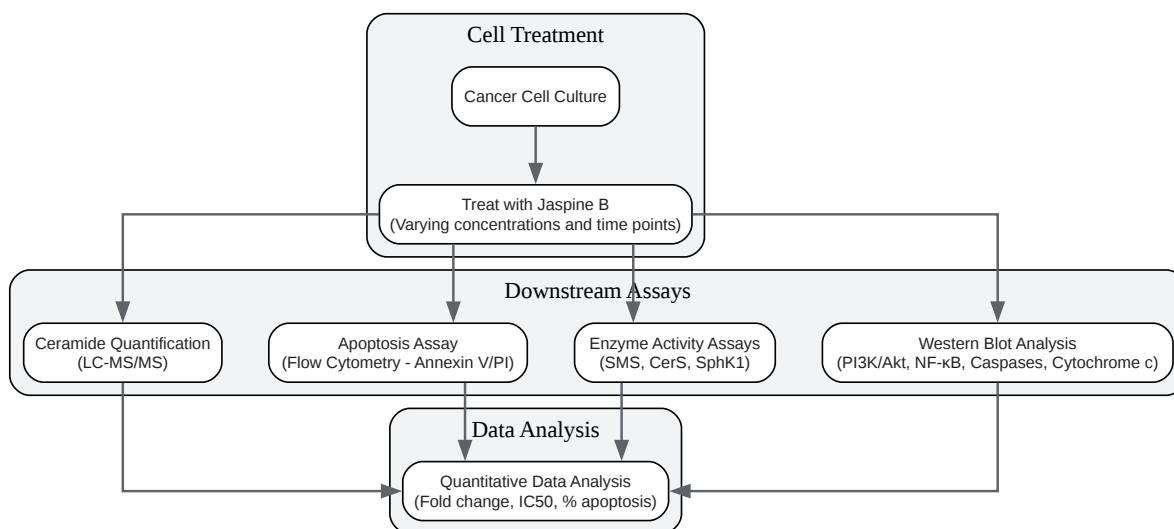 Cell Treatment
Cancer Cell Culture
Treat with Jaspine B
(Varying concentrations and time points)
Downstream Assays
Ceramide Quantification
(LC-MS/MS)
Apoptosis Assay
(Flow Cytometry - Annexin V/PI)
Enzyme Activity Assays
(SMS, CerS, SphK1)
Western Blot Analysis
(PI3K/Akt, NF-κB, Caspases, Cytochrome c)
Data Analysis
Quantitative Data Analysis
(Fold change, IC50, % apoptosis)